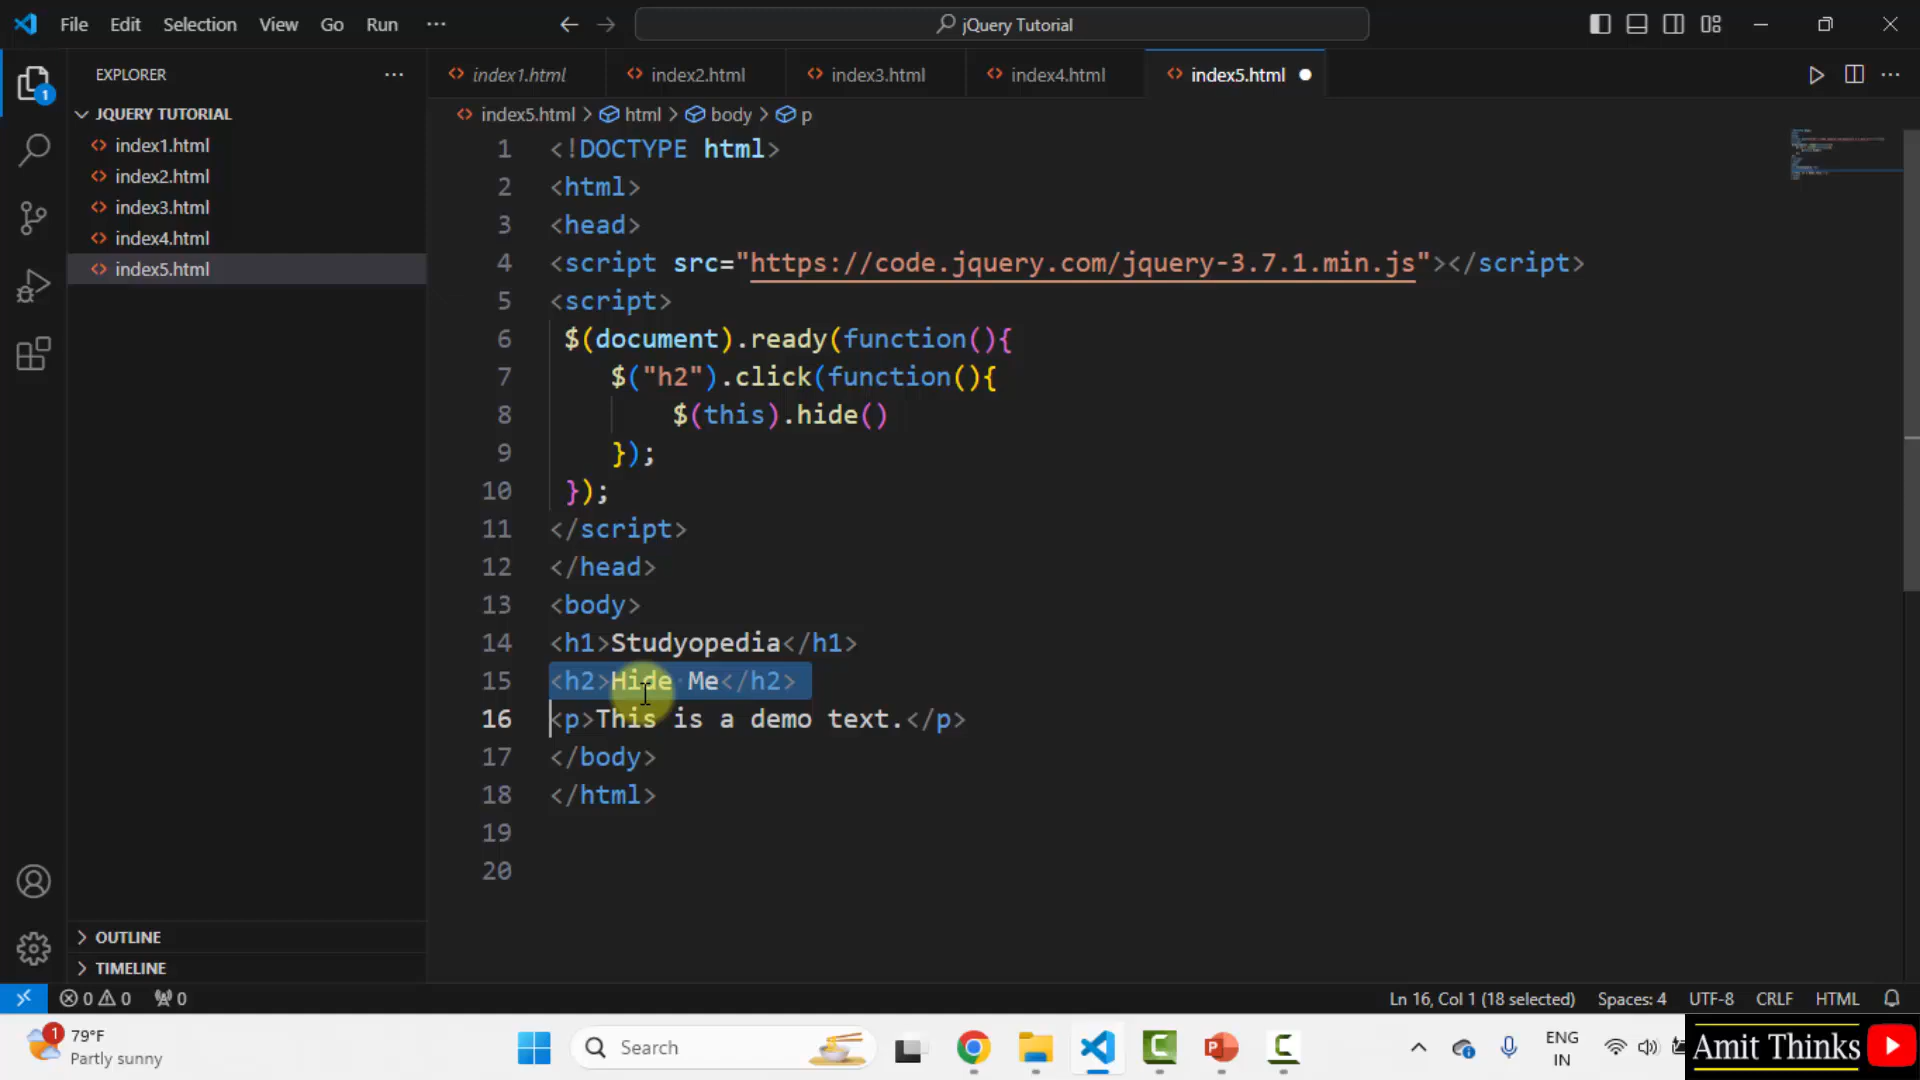 File Edit Selection View Go Run ···
jQuery Tutorial
EXPLORER ···
index1.html index2.html index3.html index4.html index5.html
1
JQUERY TUTORIAL
index5.html > html > body > p
index1.html
index2.html
index3.html
index4.html
index5.html
1 <!DOCTYPE html>
2 <html>
3 <head>
4 <script src="https://code.jquery.com/jquery-3.7.1.min.js"></script>
5 <script>
6 $(document).ready(function(){
7 $("h2").click(function(){
8 $(this).hide()
9 });
10 });
11 </script>
12 </head>
13 <body>
14 <h1>Studyopedia</h1>
15 <h2>Hide Me</h2>
16 <p>This is a demo text.</p>
17 </body>
18 </html>
19
20
OUTLINE
TIMELINE
0 0 0
Ln 16, Col 1 (18 selected) Spaces: 4 UTF-8 CRLF HTML
1
79°F
Partly sunny
Search
ENG
IN
Amit Thinks